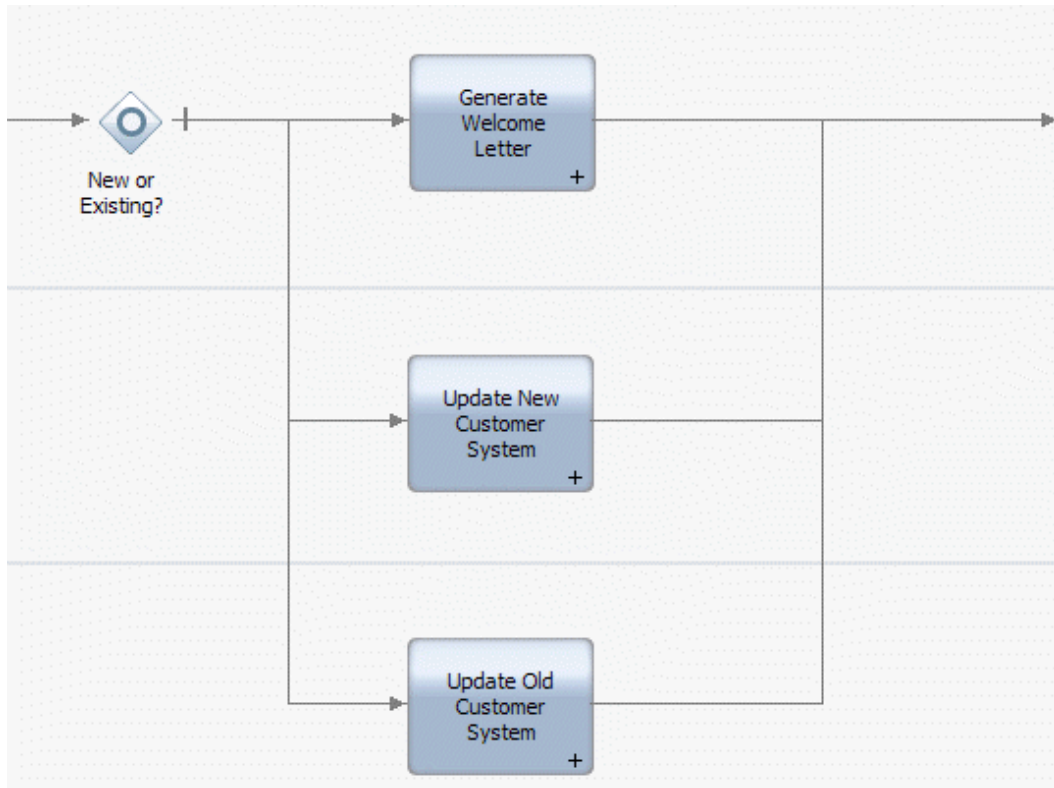 Generate
Welcome
Letter
+
New or
Existing?
Update New
Customer
System
+
Update Old
Customer
System
+